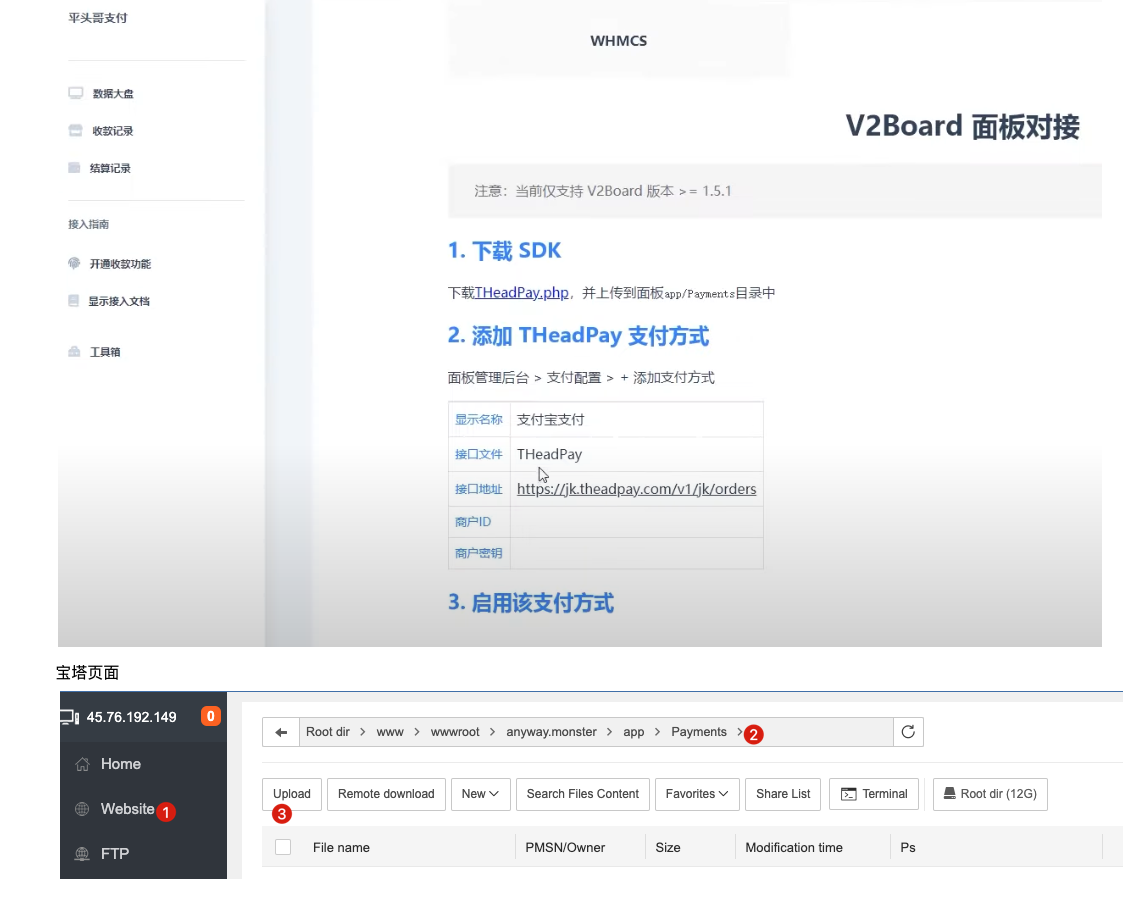 平头哥支付
数据大盘
收款记录
结算记录
接入指南
开通收款功能
显示接入文档
工具箱
WHMCS
V2Board 面板对接
注意：当前仅支持 V2Board 版本 >= 1.5.1
1. 下载 SDK
下载THeadPay.php，并上传到面板app/Payments目录中
2. 添加 THeadPay 支付方式
面板管理后台 > 支付配置 > + 添加支付方式
显示名称 支付宝支付
接口文件 THeadPay
接口地址 https://jk.theadpay.com/v1/jk/orders
商户ID
商户密钥
3. 启用该支付方式
宝塔页面
45.76.192.149 0
Home
Website 1
FTP
Root dir > www > wwwroot > anyway.monster > app > Payments > 2
Upload Remote download New Search Files Content Favorites Share List Terminal Root dir (12G)
3
File name PMSN/Owner Size Modification time Ps